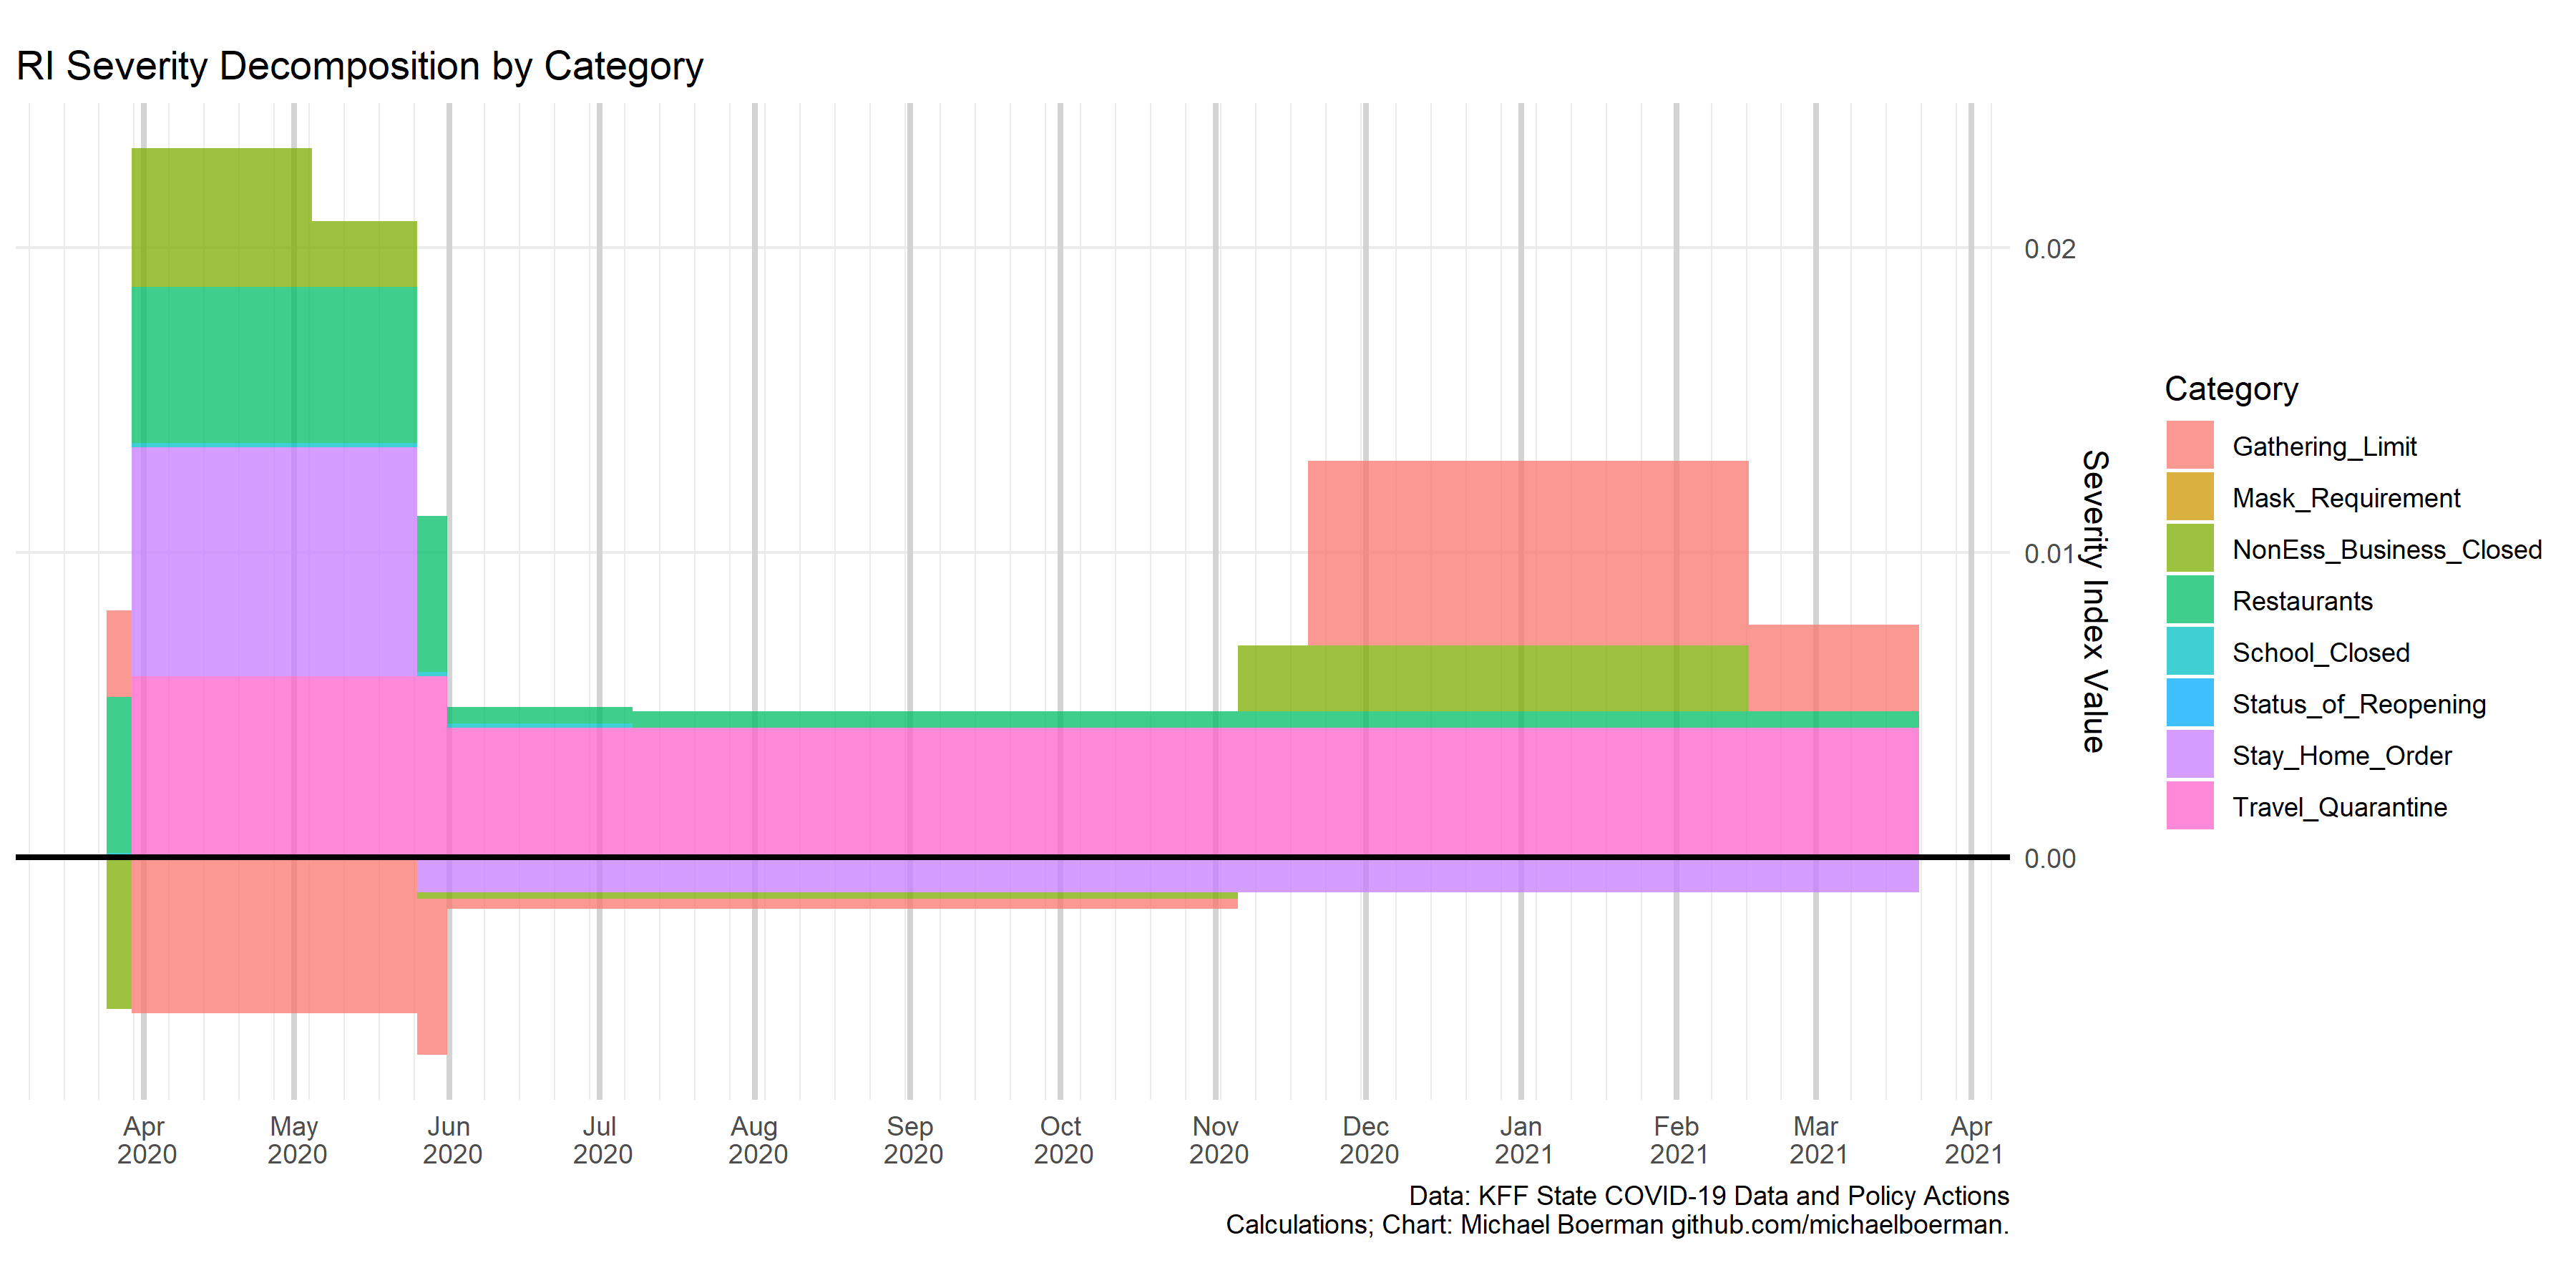 RI Severity Decomposition by Category
0.02
0.01
0.00
Severity Index Value
Category
Gathering_Limit
Mask_Requirement
NonEss_Business_Closed
Restaurants
School_Closed
Status_of_Reopening
Stay_Home_Order
Travel_Quarantine
Apr May Jun Jul Aug Sep Oct Nov Dec Jan Feb Mar Apr
2020 2020 2020 2020 2020 2020 2020 2020 2020 2021 2021 2021 2021
Data: KFF State COVID-19 Data and Policy Actions
Calculations; Chart: Michael Boerman github.com/michaelboerman.